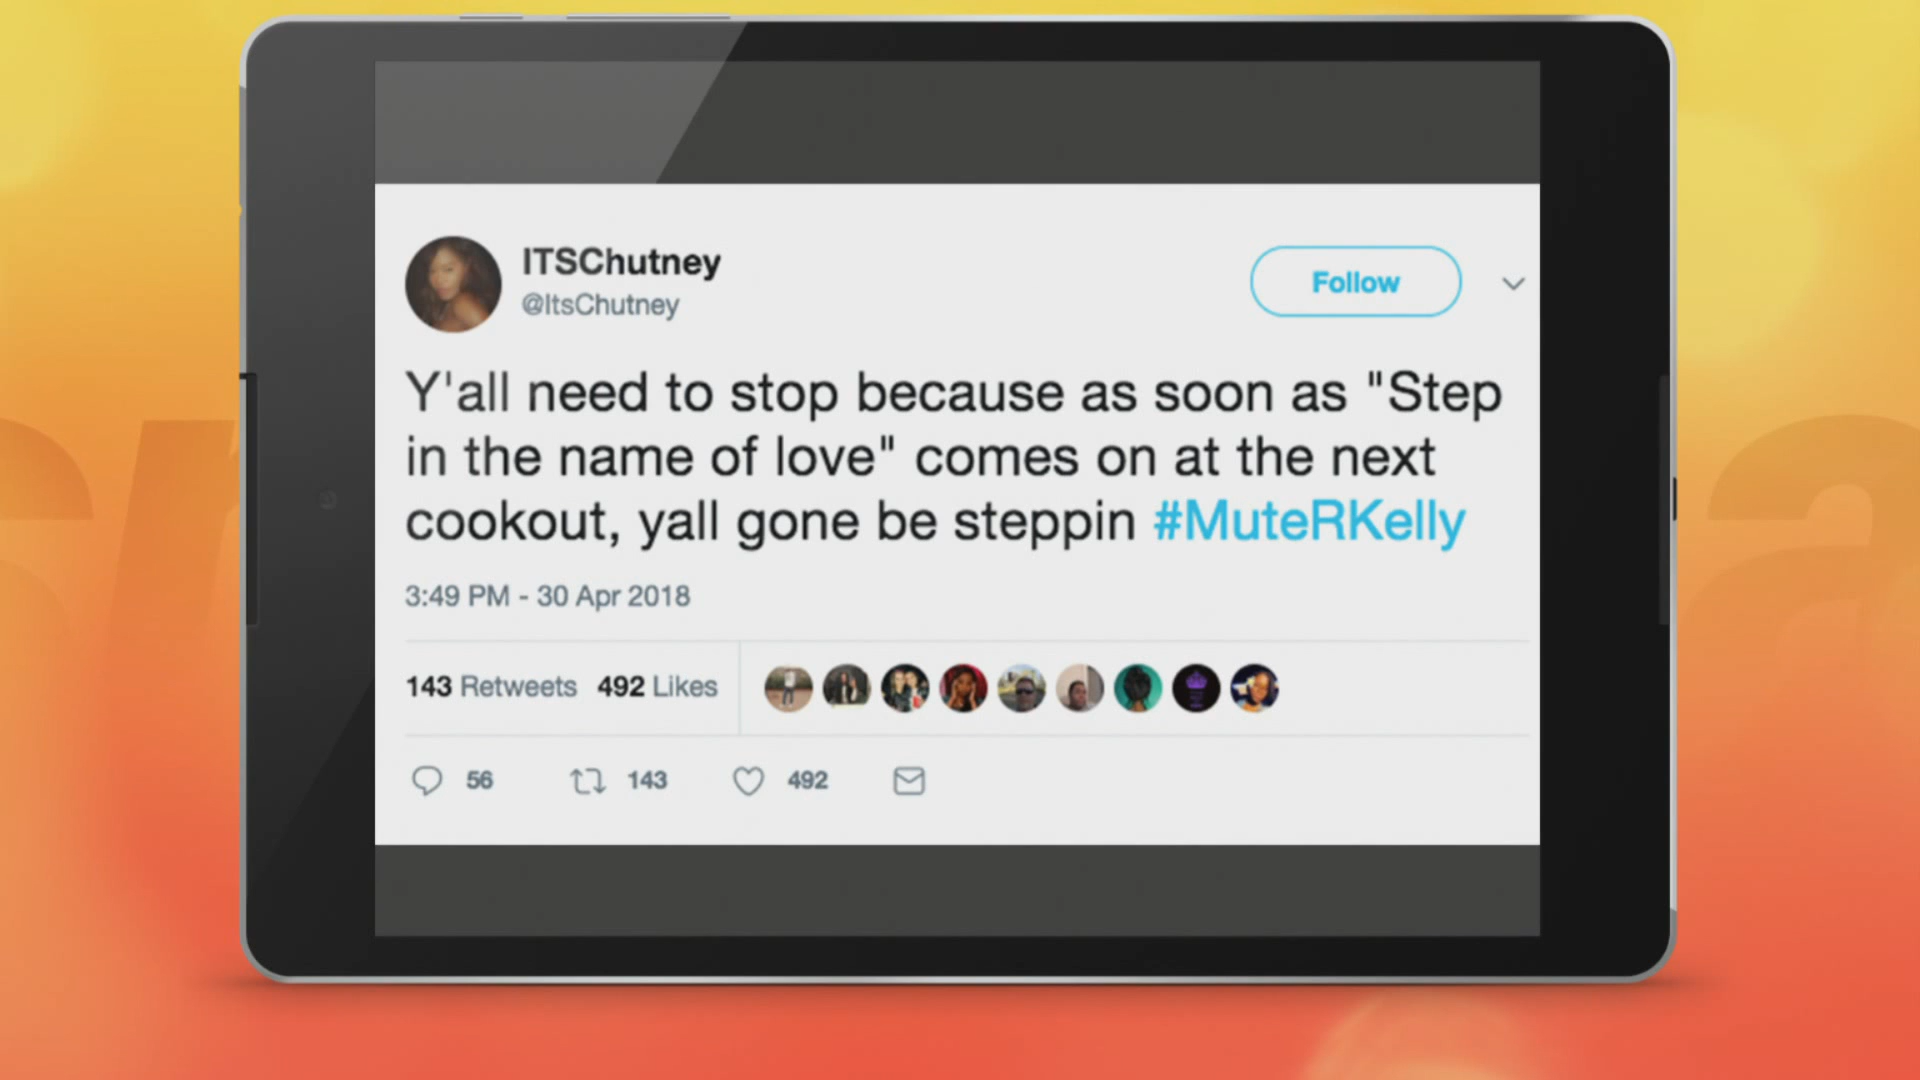 ITSChutney
@ItsChutney
Follow
Y'all need to stop because as soon as "Step
in the name of love" comes on at the next
cookout, yall gone be steppin #MuteRKelly
3:49 PM - 30 Apr 2018
143 Retweets 492 Likes
56 143 492